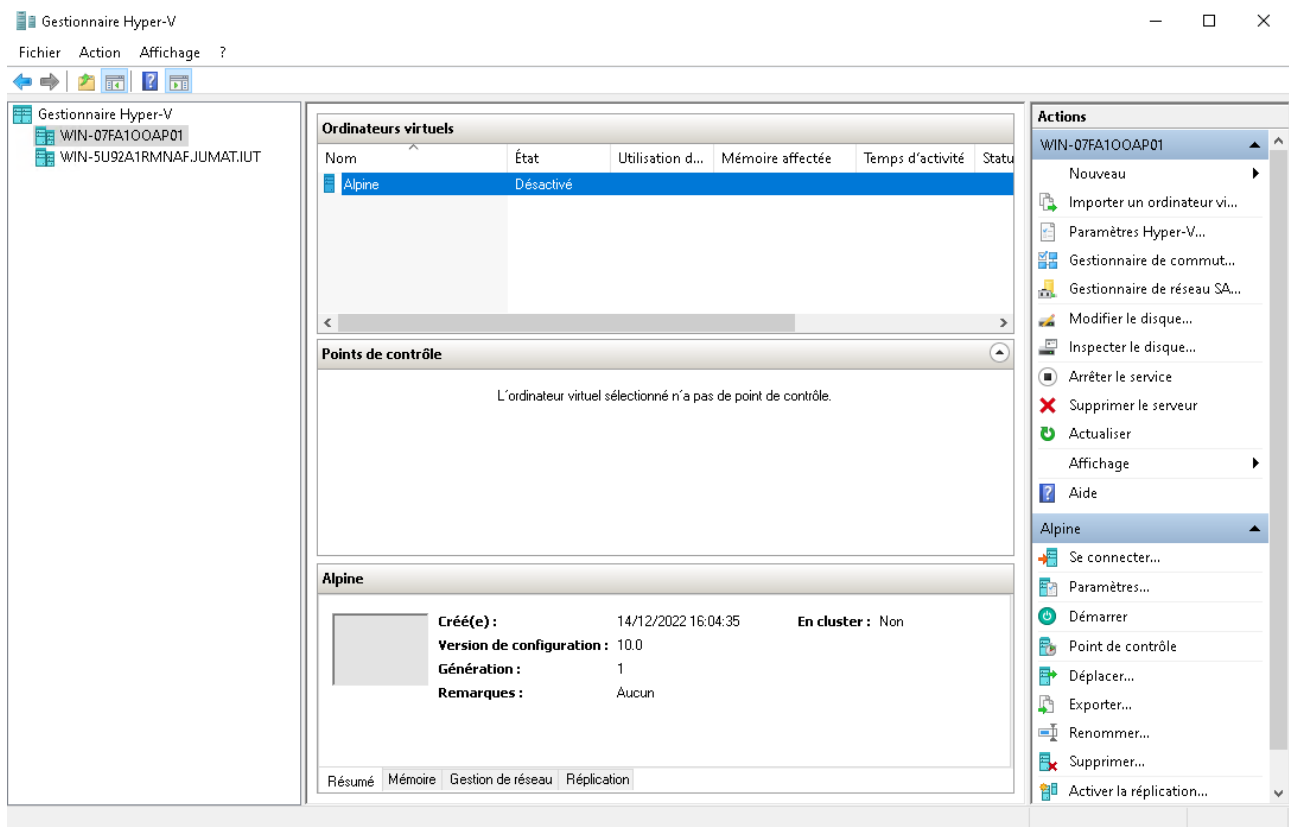 Gestionnaire Hyper-V
Fichier Action Affichage ?
Gestionnaire Hyper-V
WIN-07FA1OOAP01
WIN-5U92A1RMNAF.JUMAT.IUT
Ordinateurs virtuels
Nom État Utilisation d... Mémoire affectée Temps d'activité Statu
Alpine Désactivé
Points de contrôle
L´ordinateur virtuel sélectionné n´a pas de point de contrôle.
Alpine
Créé(e) : 14/12/2022 16:04:35 En cluster : Non
Version de configuration : 10.0
Génération : 1
Remarques : Aucun
Résumé Mémoire Gestion de réseau Réplication
Actions
WIN-07FA1OOAP01
Nouveau
Importer un ordinateur vi...
Paramètres Hyper-V...
Gestionnaire de commut...
Gestionnaire de réseau SA...
Modifier le disque...
Inspecter le disque...
Arrêter le service
Supprimer le serveur
Actualiser
Affichage
Aide
Alpine
Se connecter...
Paramètres...
Démarrer
Point de contrôle
Déplacer...
Exporter...
Renommer...
Supprimer...
Activer la réplication...